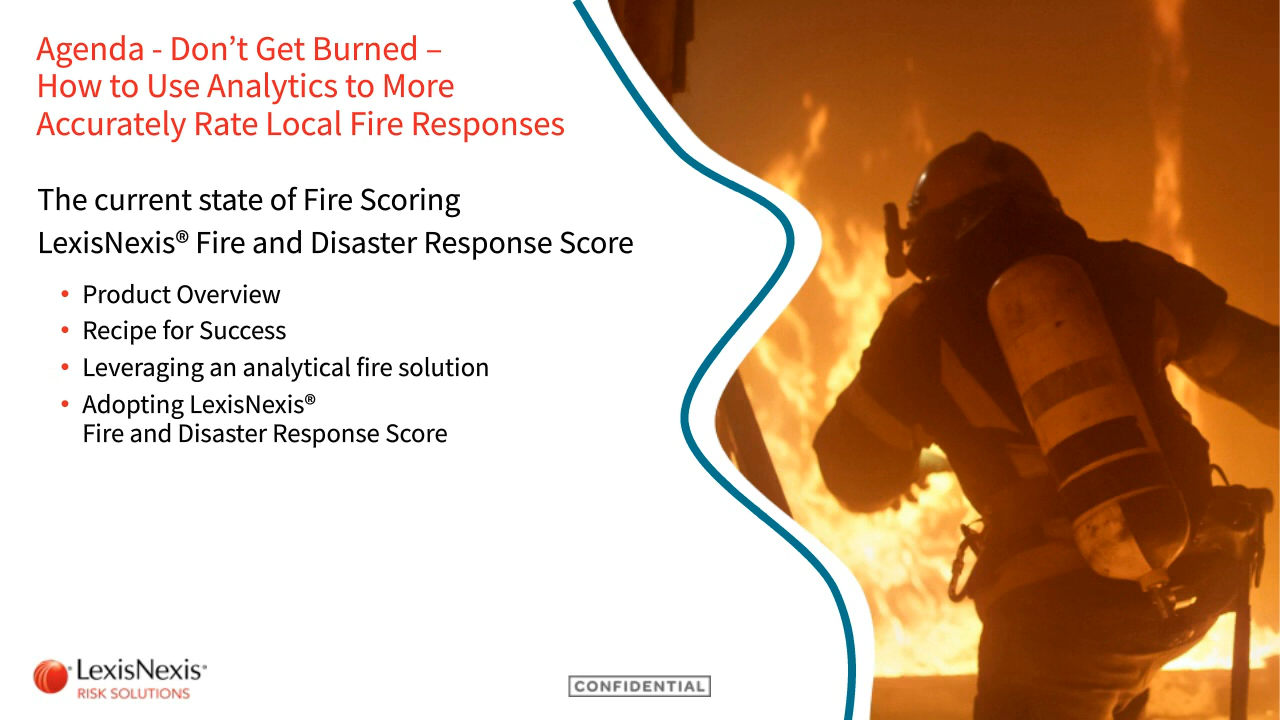 Agenda - Don’t Get Burned –
How to Use Analytics to More
Accurately Rate Local Fire Responses
The current state of Fire Scoring
LexisNexis® Fire and Disaster Response Score
• Product Overview
• Recipe for Success
• Leveraging an analytical fire solution
• Adopting LexisNexis®
Fire and Disaster Response Score
LexisNexis®
RISK SOLUTIONS
CONFIDENTIAL